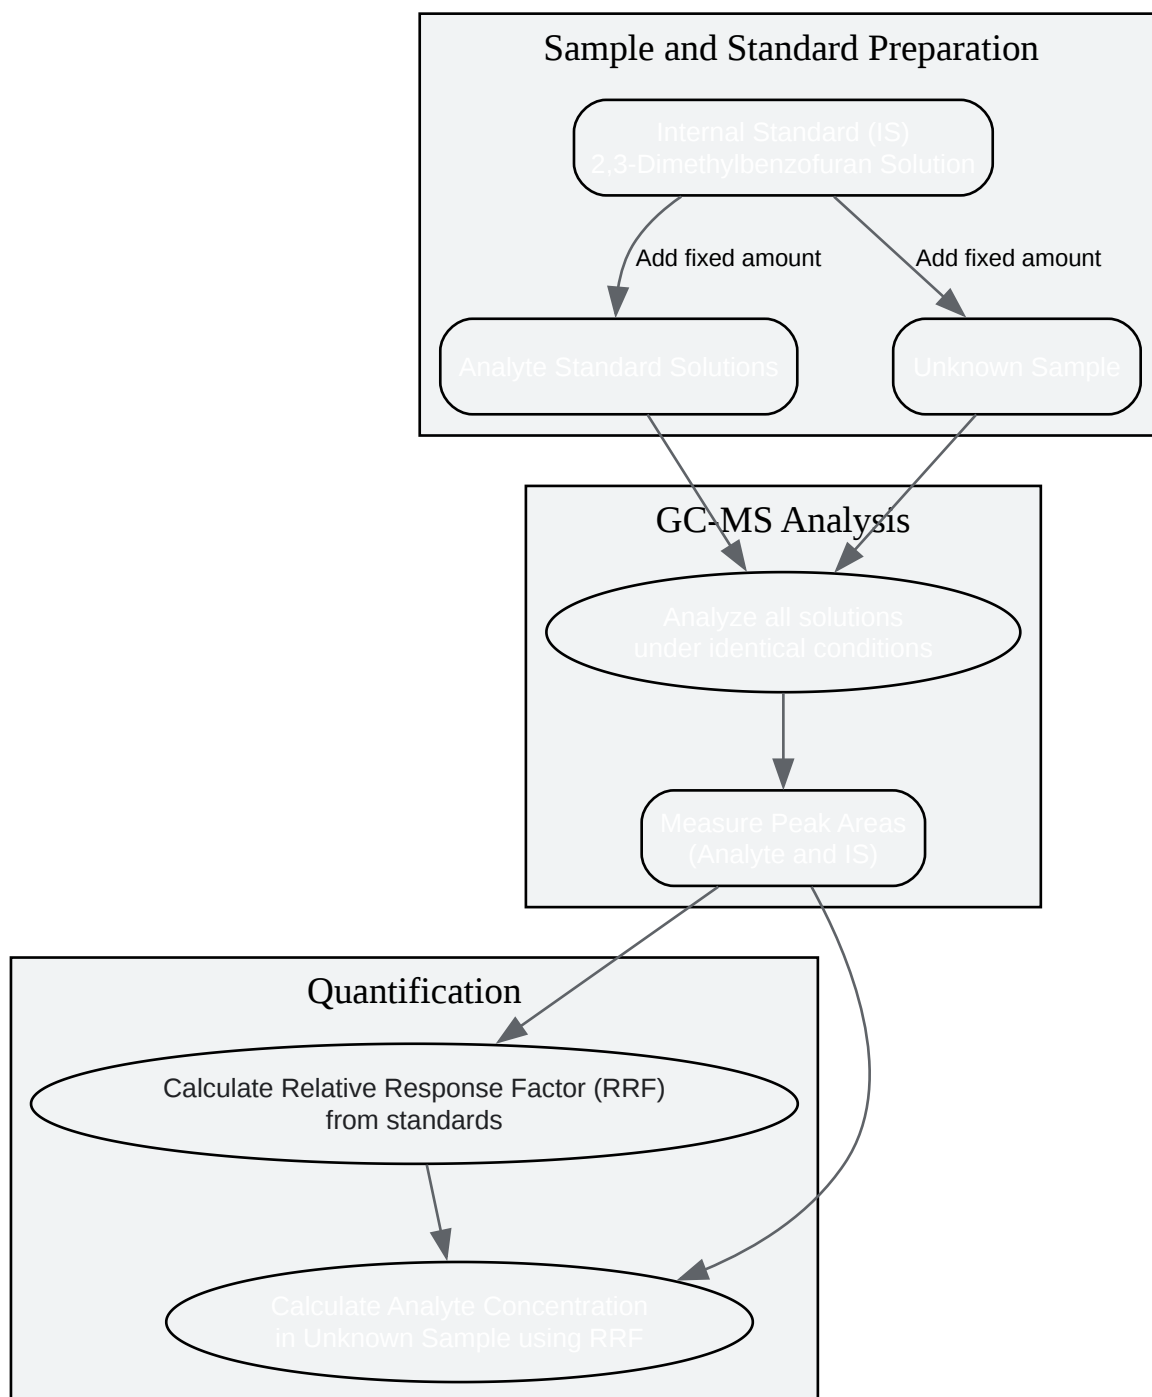 Sample and Standard Preparation
Internal Standard (IS)
2,3-Dimethylbenzofuran Solution
Add fixed amount
Add fixed amount
Analyte Standard Solutions
Unknown Sample
GC-MS Analysis
Analyze all solutions
under identical conditions
Measure Peak Areas
(Analyte and IS)
Quantification
Calculate Relative Response Factor (RRF)
from standards
Calculate Analyte Concentration
in Unknown Sample using RRF